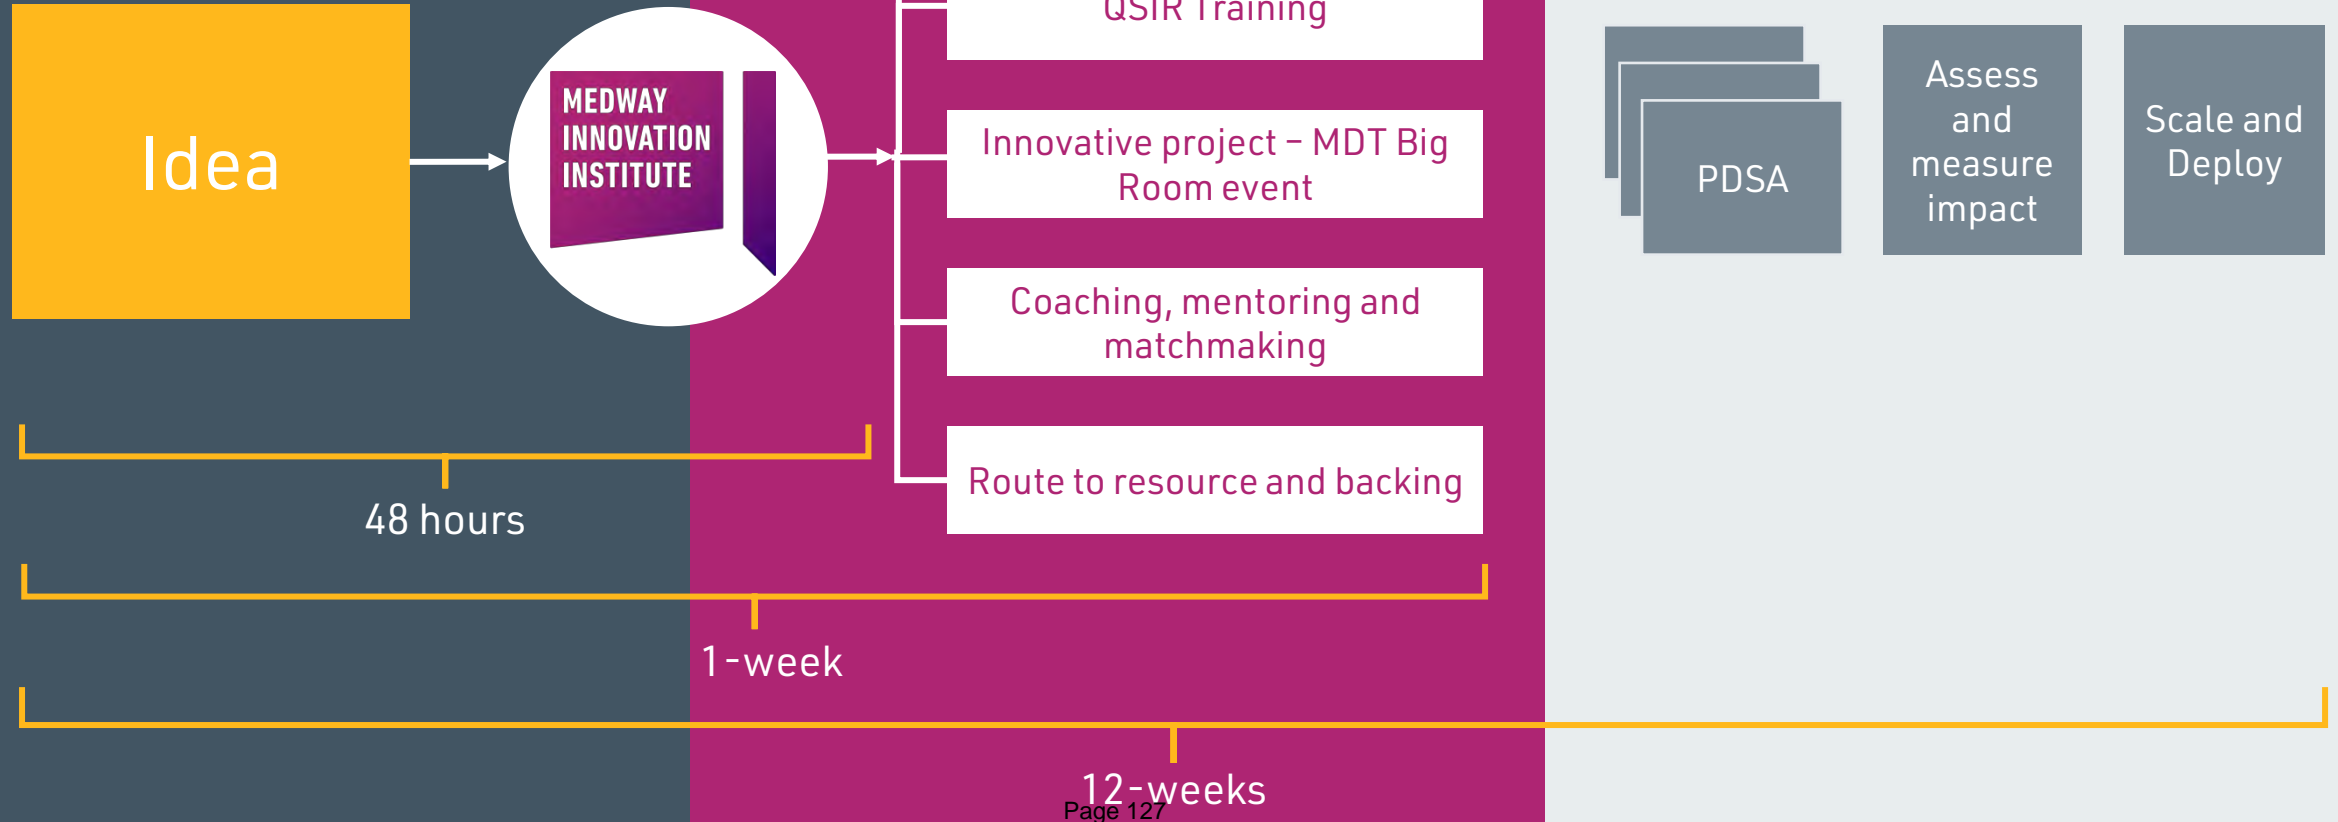 Idea
MEDWAY
INNOVATION
INSTITUTE
QSIR Training
Innovative project – MDT Big
Room event
Coaching, mentoring and
matchmaking
Route to resource and backing
PDSA
Assess
and
measure
impact
Scale and
Deploy
48 hours
1-week
12-weeks
Page 127